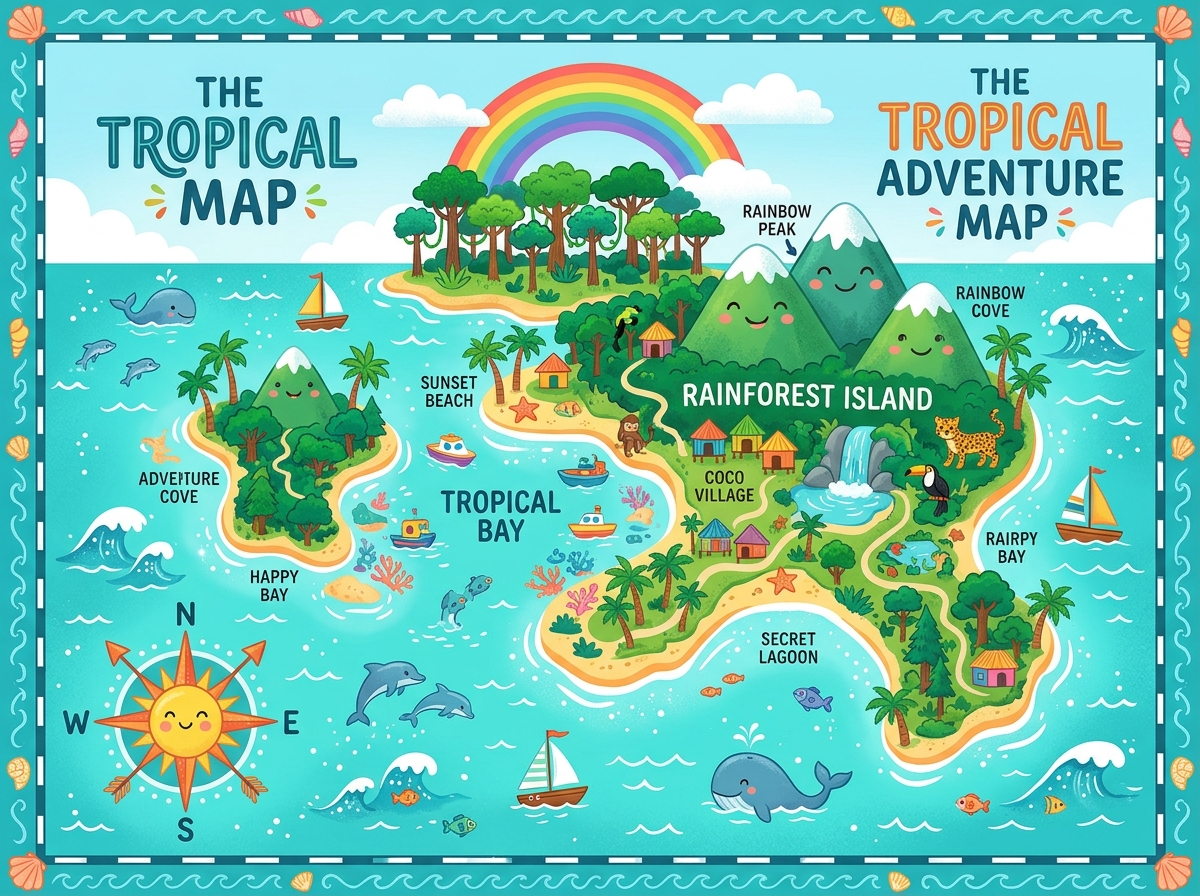 THE
TROPICAL
MAP
THE
TROPICAL
ADVENTURE
MAP
RAINBOW
PEAK
RAINBOW
COVE
SUNSET
BEACH
RAINFOREST ISLAND
ADVEITURE
COVE
COCO
VILLAGE
TROPICAL
BAY
RAIRPY
BAY
HAPPY
BAY
SECRET
LAGOON
N
W
E
S